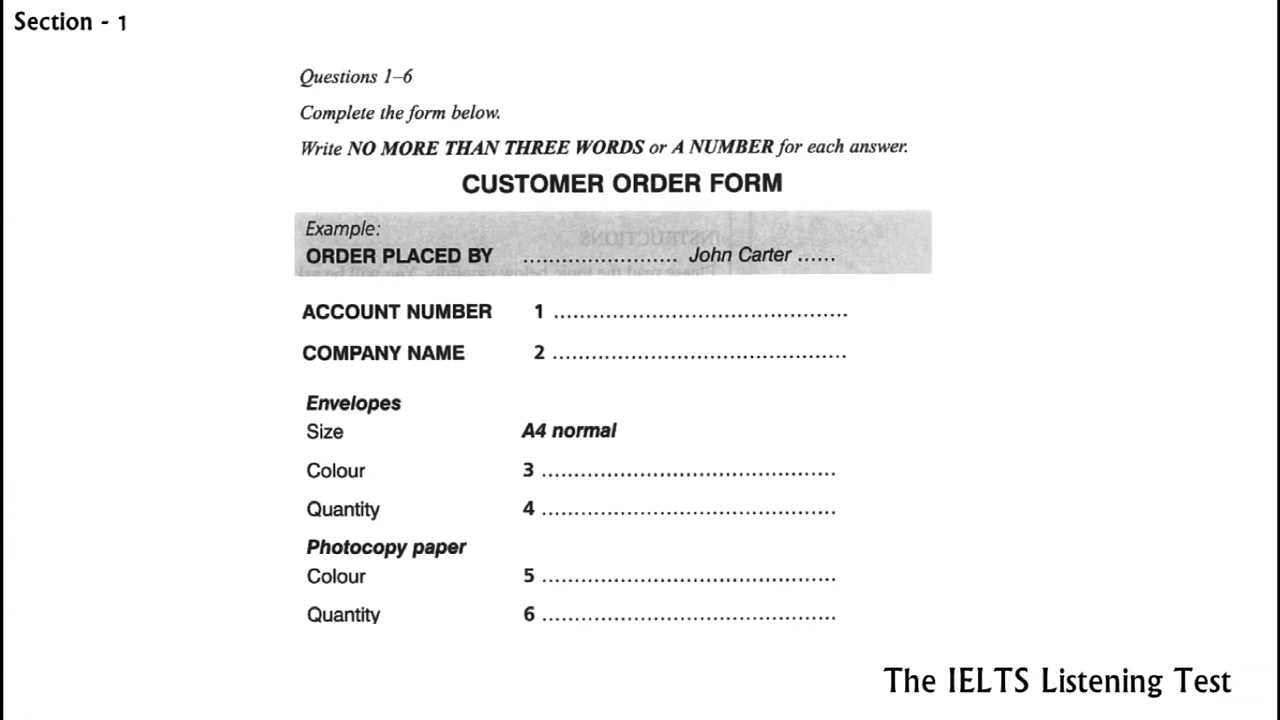 Section - 1
Questions 1–6
Complete the form below.
Write NO MORE THAN THREE WORDS or A NUMBER for each answer.
CUSTOMER ORDER FORM
Example:
ORDER PLACED BY ........................ John Carter ......
ACCOUNT NUMBER 1 .............................................
COMPANY NAME 2 .............................................
Envelopes
Size A4 normal
Colour 3 .............................................
Quantity 4 .............................................
Photocopy paper
Colour 5 .............................................
Quantity 6 .............................................
The IELTS Listening Test